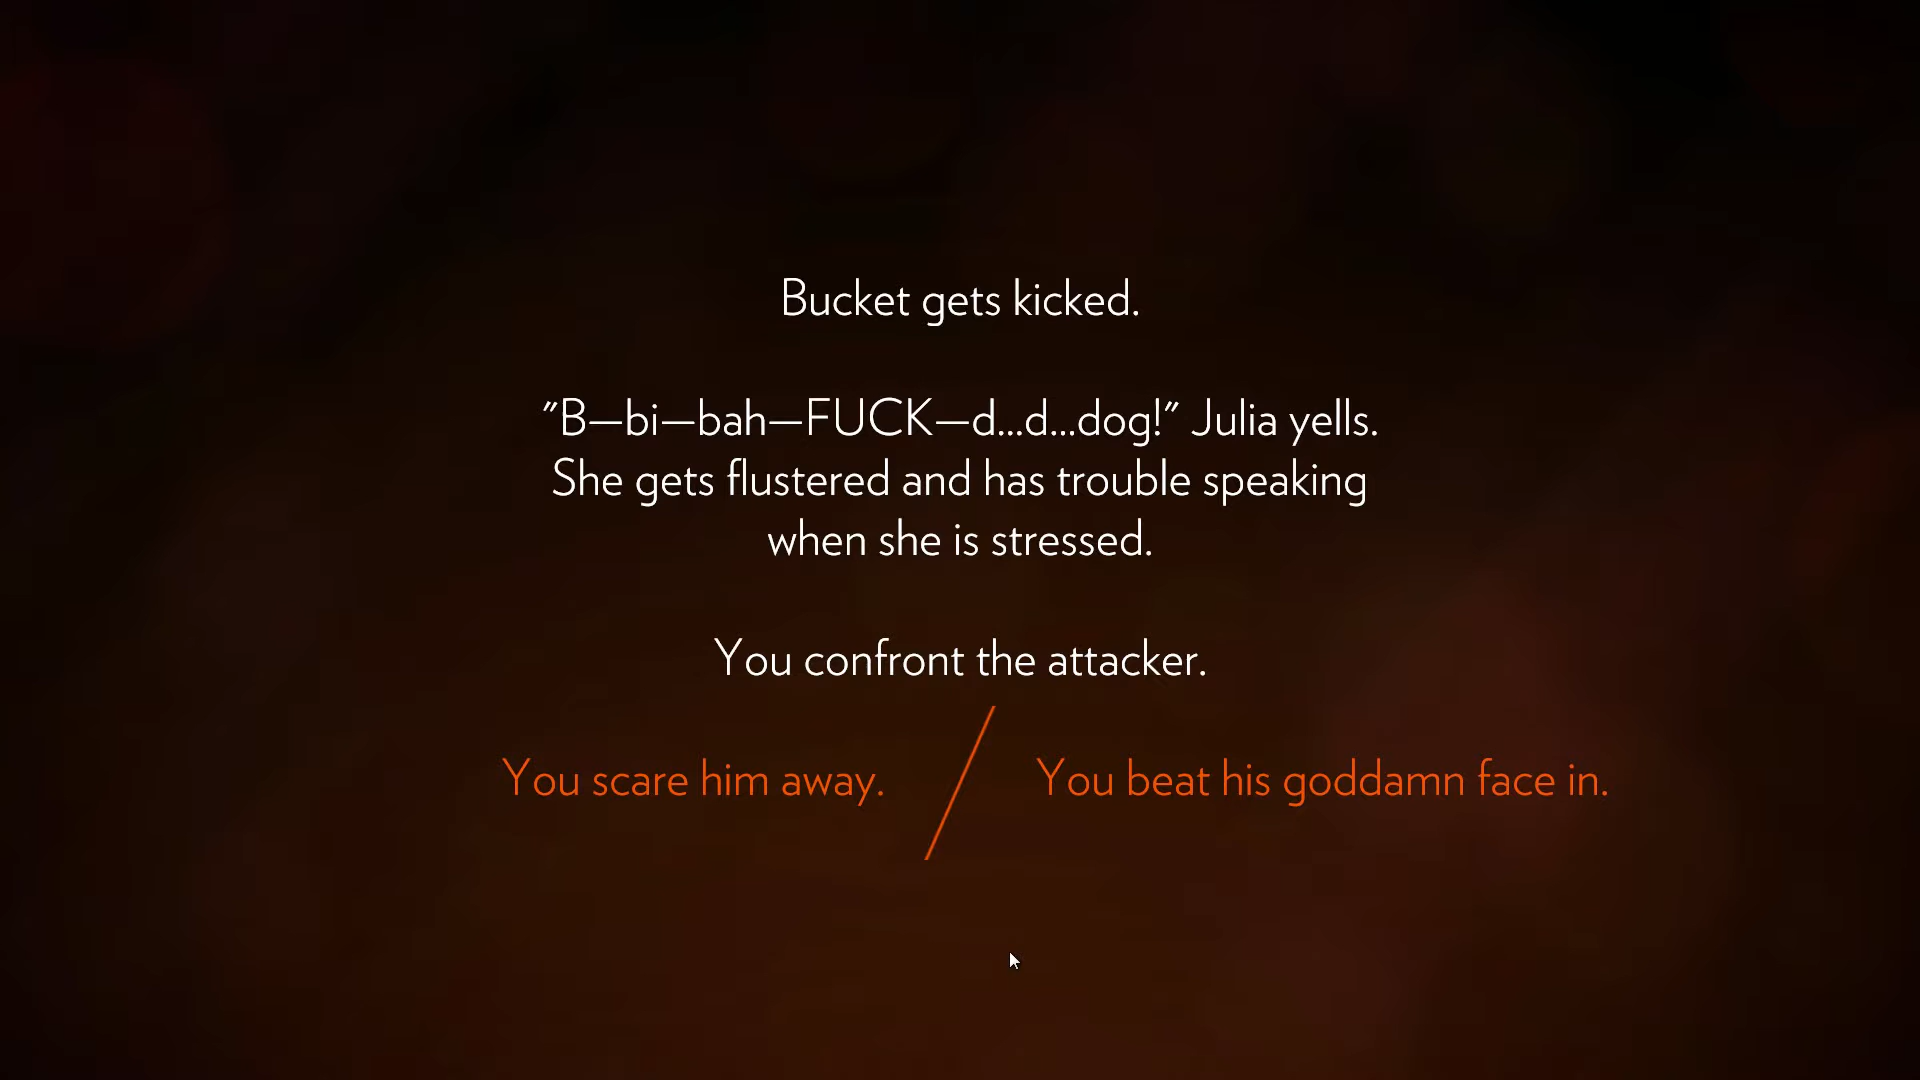 Bucket gets kicked.
"B—bi—bah—FUCK—d...d...dog!" Julia yells.
She gets flustered and has trouble speaking
when she is stressed.
You confront the attacker.
You scare him away. / You beat his goddamn face in.